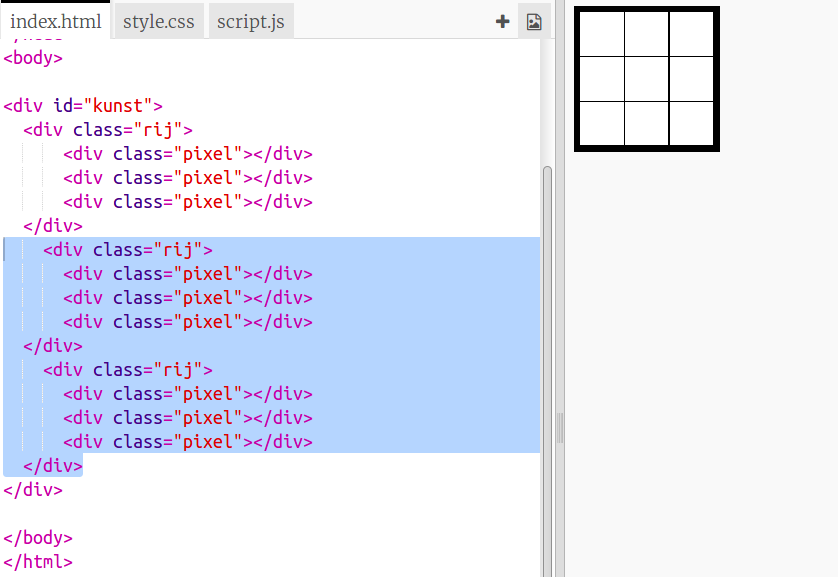 index.html style.css script.js
<body>
<div id="kunst">
<div class="rij">
<div class="pixel"></div>
<div class="pixel"></div>
<div class="pixel"></div>
</div>
<div class="rij">
<div class="pixel"></div>
<div class="pixel"></div>
<div class="pixel"></div>
</div>
<div class="rij">
<div class="pixel"></div>
<div class="pixel"></div>
<div class="pixel"></div>
</div>
</div>
</body>
</html>